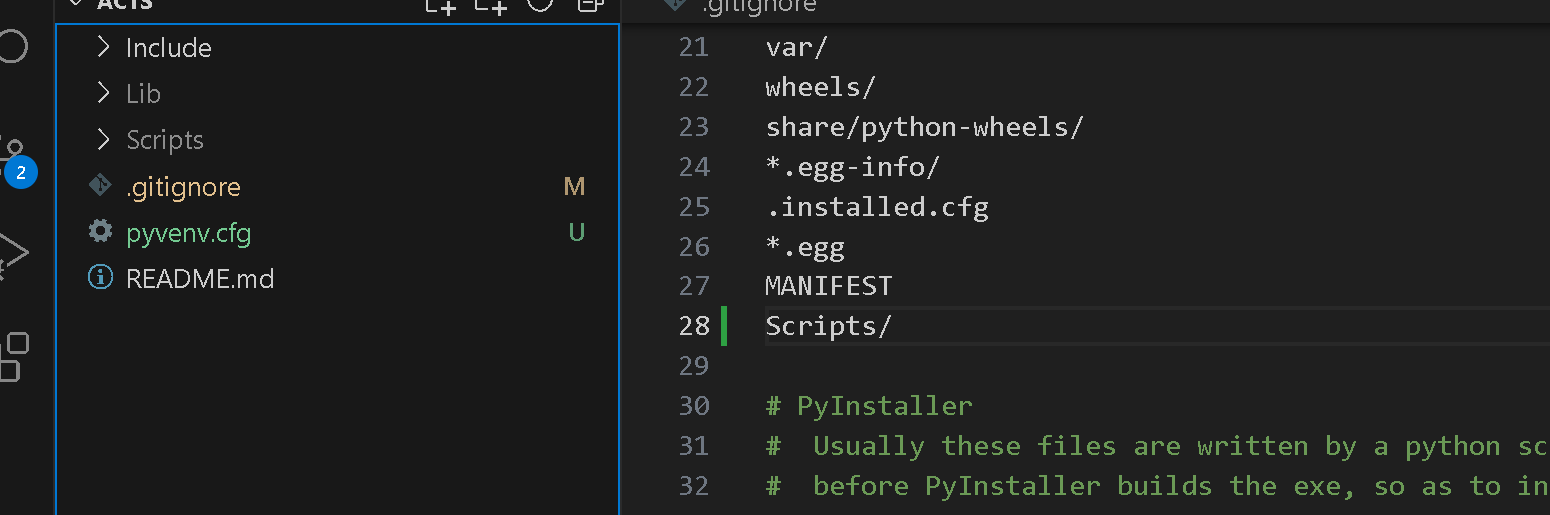 ACTS
Include
Lib
Scripts
.gitignore M
pyvenv.cfg U
README.md
2
.gitignore
21 var/
22 wheels/
23 share/python-wheels/
24 *.egg-info/
25 .installed.cfg
26 *.egg
27 MANIFEST
28 Scripts/
29
30 # PyInstaller
31 #  Usually these files are written by a python sc
32 #  before PyInstaller builds the exe, so as to in